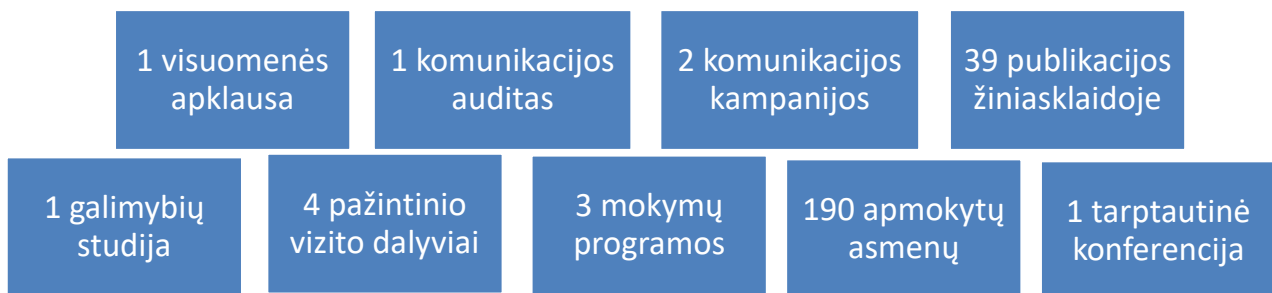 1 visuomenės
apklausa
1 komunikacijos
auditas
2 komunikacijos
kampanijos
39 publikacijos
žiniasklaidoje
1 galimybių
studija
4 pažintinio
vizito dalyviai
3 mokymų
programos
190 apmokytų
asmenų
1 tarptautinė
konferencija